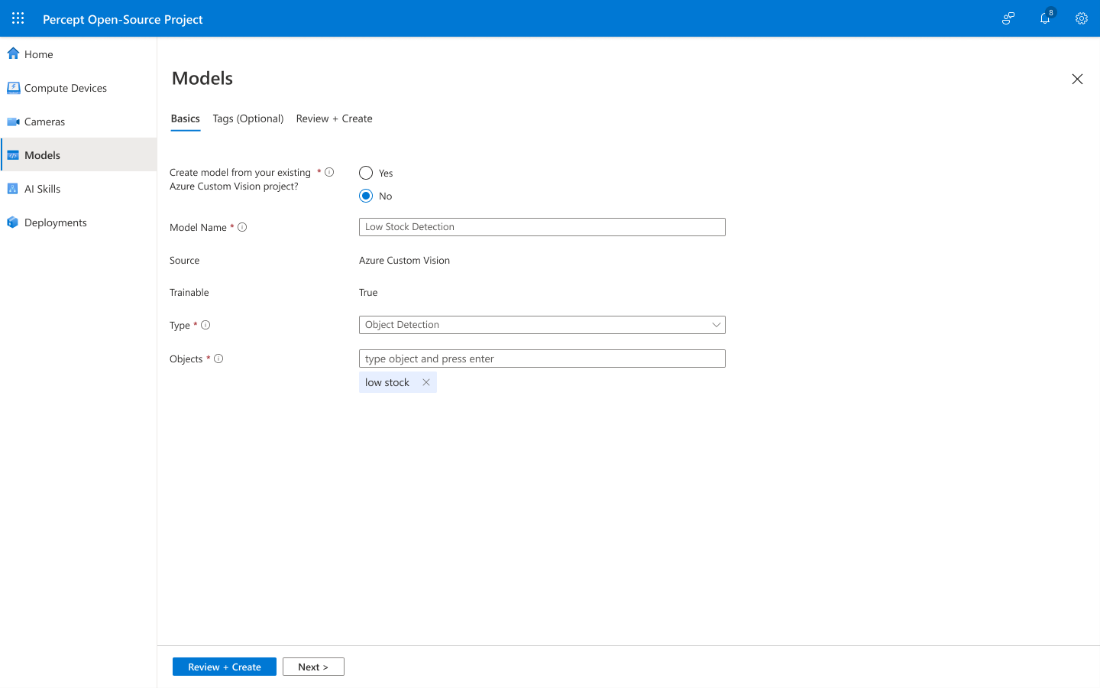 Percept Open-Source Project
8
Home
Compute Devices
Cameras
Models
AI Skills
Deployments
Models
Basics Tags (Optional) Review + Create
Create model from your existing * Yes
Azure Custom Vision project?
No
Model Name * Low Stock Detection
Source Azure Custom Vision
Trainable True
Type * Object Detection
Objects * type object and press enter
low stock
Review + Create Next >